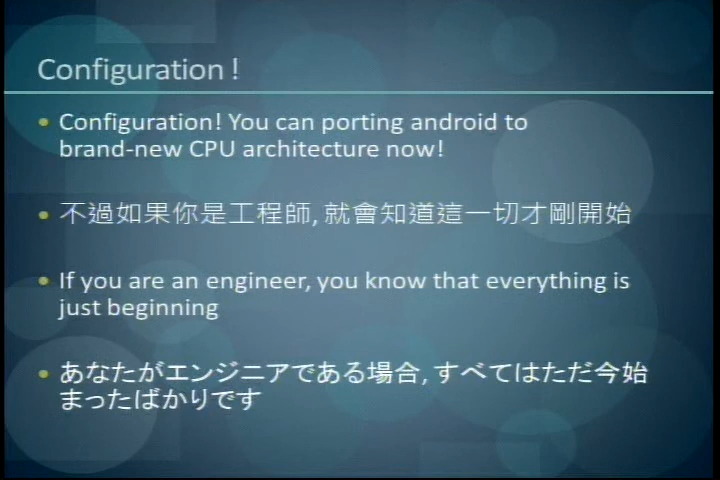 Configuration !
Configuration! You can porting android to
brand-new CPU architecture now!
不過如果你是工程師, 就會知道這一切才剛開始
If you are an engineer, you know that everything is
just beginning
あなたがエンジニアである場合, すべてはただ今始
まったばかりです